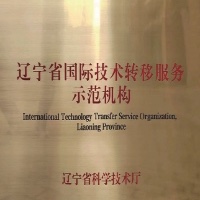 辽宁省国际技术转移服务
示范机构
International Technology Transfer Service Organization,
Liaoning Province
辽宁省科学技术厅